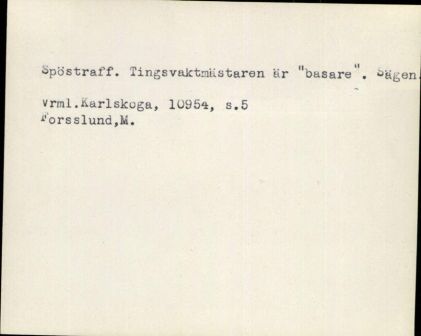 Spöstraff. Tingsvaktmästaren är "basare". Sägen.
Vrml.Karlskoga, 10954, s.5
Forsslund,M.